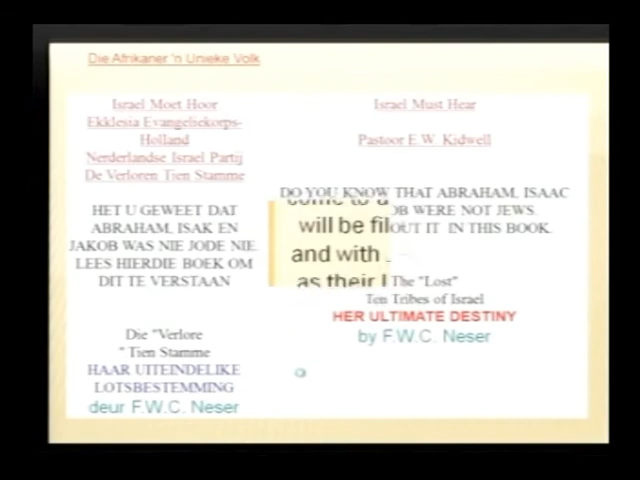 Die Afrikaner 'n Unieke Volk
Israel Moet Hoor
Ekklesia Evangeliekorps-
Holland
Nerderlandse Israel Partij
De Verloren Tien Stamme
HET U GEWEET DAT
ABRAHAM, ISAK EN
JAKOB WAS NIE JODE NIE.
LEES HIERDIE BOEK OM
DIT TE VERSTAAN
Die "Verlore
" Tien Stamme
HAAR UITEINDELIKE
LOTSBESTEMMING
deur F.W.C. Neser
Israel Must Hear
Pastoor E.W. Kidwell
DO YOU KNOW THAT ABRAHAM, ISAAC
OB WERE NOT JEWS.
OUT IT IN THIS BOOK.
come to a
will be fil
and with
as their l
The "Lost"
Ten Tribes of Israel
HER ULTIMATE DESTINY
by F.W.C. Neser